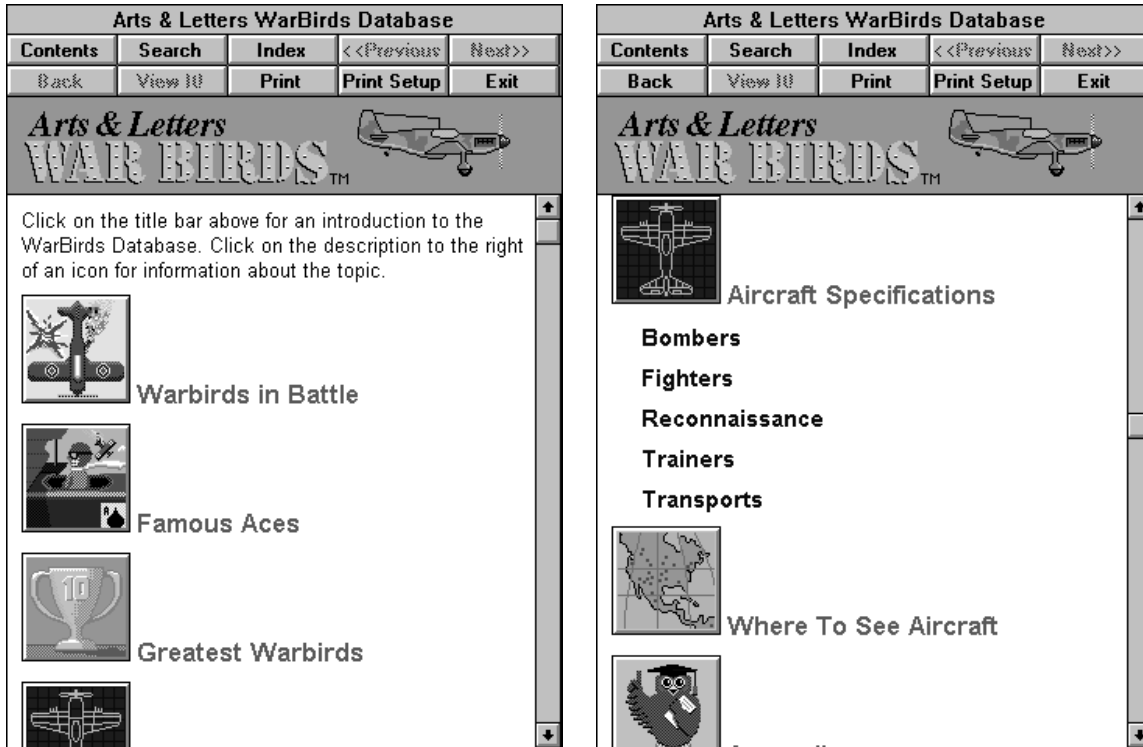 Arts & Letters WarBirds Database
Contents Search Index <<Previous Next>>
Back View It! Print Print Setup Exit
Arts & Letters
WAR BIRDS TM
Click on the title bar above for an introduction to the
WarBirds Database. Click on the description to the right
of an icon for information about the topic.
Warbirds in Battle
A
Famous Aces
10
Greatest Warbirds
Arts & Letters WarBirds Database
Contents Search Index <<Previous Next>>
Back View It! Print Print Setup Exit
Arts & Letters
WAR BIRDS TM
Aircraft Specifications
Bombers
Fighters
Reconnaissance
Trainers
Transports
Where To See Aircraft